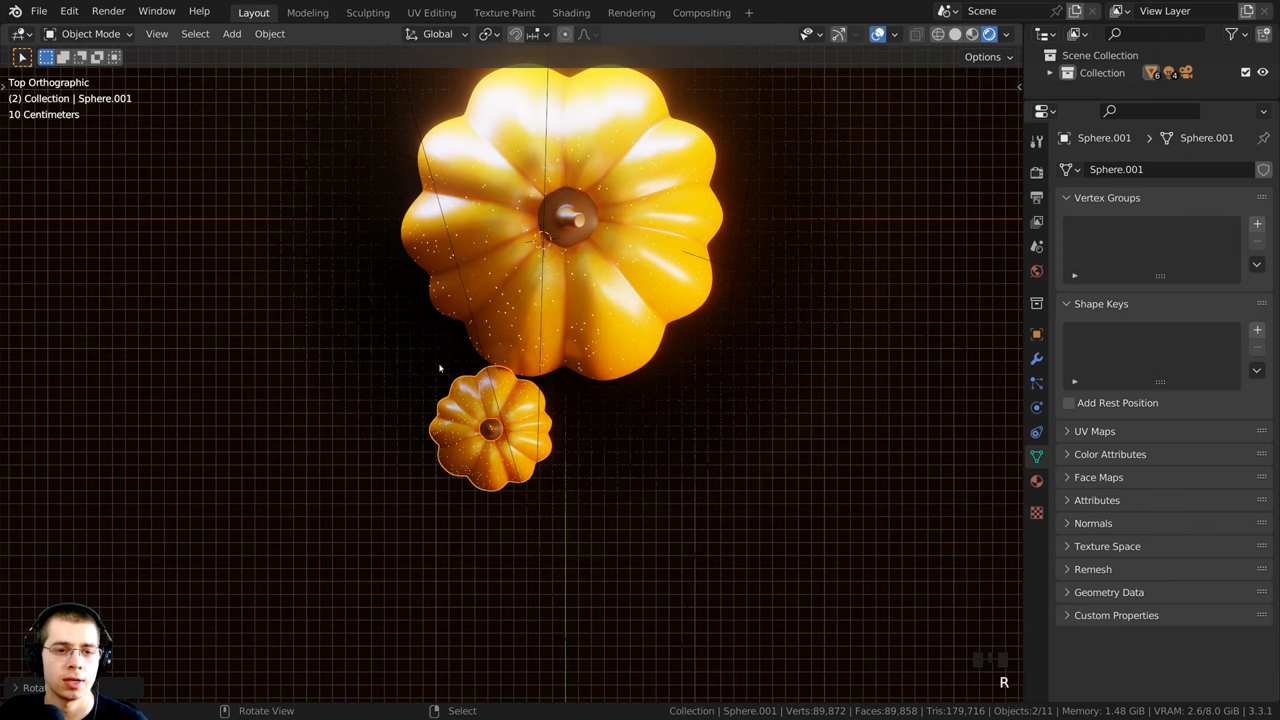 File Edit Render Window Help Layout Modeling Sculpting UV Editing Texture Paint Shading Rendering Compositing + Scene View Layer
Object Mode View Select Add Object Global
Options
Top Orthographic
(2) Collection | Sphere.001
10 Centimeters
Scene Collection
Collection
Sphere.001 > Sphere.001
Sphere.001
Vertex Groups
Shape Keys
Add Rest Position
UV Maps
Color Attributes
Face Maps
Attributes
Normals
Texture Space
Remesh
Geometry Data
Custom Properties
R
Rotate View Select Collection | Sphere.001 | Verts:89,872 | Faces:89,858 | Tris:179,716 | Objects:2/11 | Memory: 1.48 GiB | VRAM: 2.6/8.0 GiB | 3.3.1